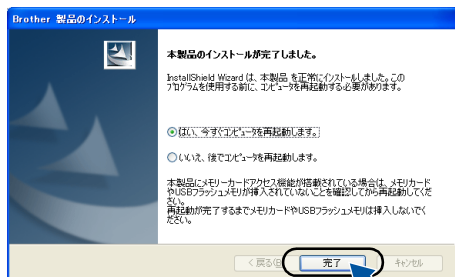 Brother 製品のインストール
本製品のインストールが完了しました。
InstallShield Wizard は、本製品 を正常にインストールしました。この
プログラムを使用する前に、コンピュータを再起動する必要があります。
はい、今すぐコンピュータを再起動します。
いいえ、後でコンピュータを再起動します。
本製品にメモリーカードアクセス機能が搭載されている場合は、メモリカード
やUSBフラッシュメモリが挿入されていないことを確認してから再起動してくだ
さい。
再起動が完了するまでメモリカードやUSBフラッシュメモリは挿入しないでく
ださい。
< 戻る(B 完了 キャンセル